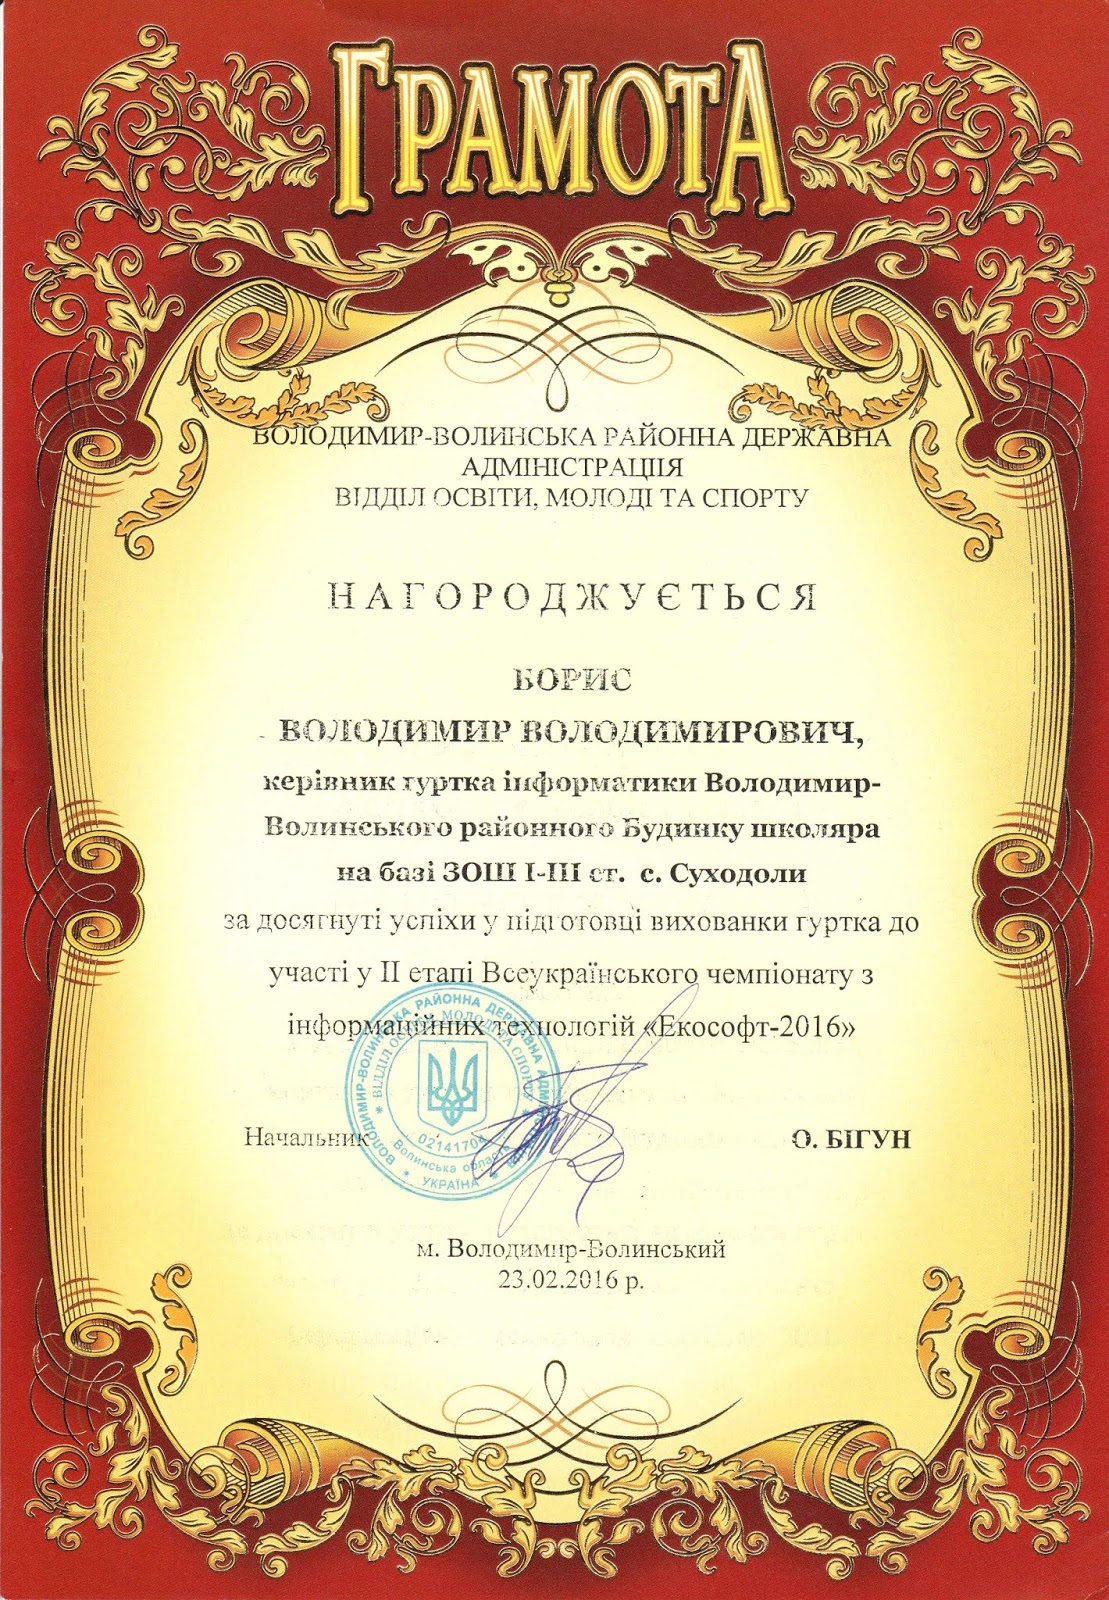 ГРАМОТА
ВОЛОДИМИР-ВОЛИНСЬКА РАЙОННА ДЕРЖАВНА
АДМІНІСТРАЦІІЯ
ВІДДІЛ ОСВІТИ, МОЛОДІ ТА СПОРТУ
НАГОРОДЖУЄТЬСЯ
БОРИС
ВОЛОДИМИР ВОЛОДИМИРОВИЧ,
керівник гуртка інформатики Володимир-
Волинського районного Будинку школяра
на базі ЗОШ І-ІІІ ст. с. Суходоли
за досягнуті успіхи у підготовці вихованки гуртка до
участі у ІІ етапі Всеукраїнського чемпіонату з
інформаційних технологій «Екософт-2016»
Начальник
О. БІГУН
ВОЛОДИМИР-ВОЛИНСЬКА РАЙОННА ДЕРЖАВНА
ВІДДІЛ ОСВІТИ, МОЛОДІ ТА СПОРТУ
Волинська область
УКРАЇНА
м. Володимир-Волинський
23.02.2016 р.